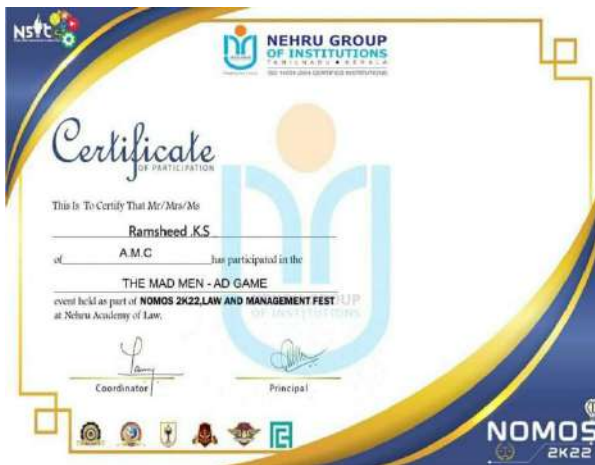 NSITC
NEHRU GROUP
OF INSTITUTIONS
TAMILNADU • KERALA
Certificate
OF PARTICIPATION
This Is To Certify That Mr/Mrs/Ms
Ramsheed .K.S
of A.M.C has participated in the
THE MAD MEN - AD GAME
event held as part of NOMOS 2K22,LAW AND MANAGEMENT FEST
at Nehru Academy of Law.
Coordinator
Principal
NOMOS
2K22